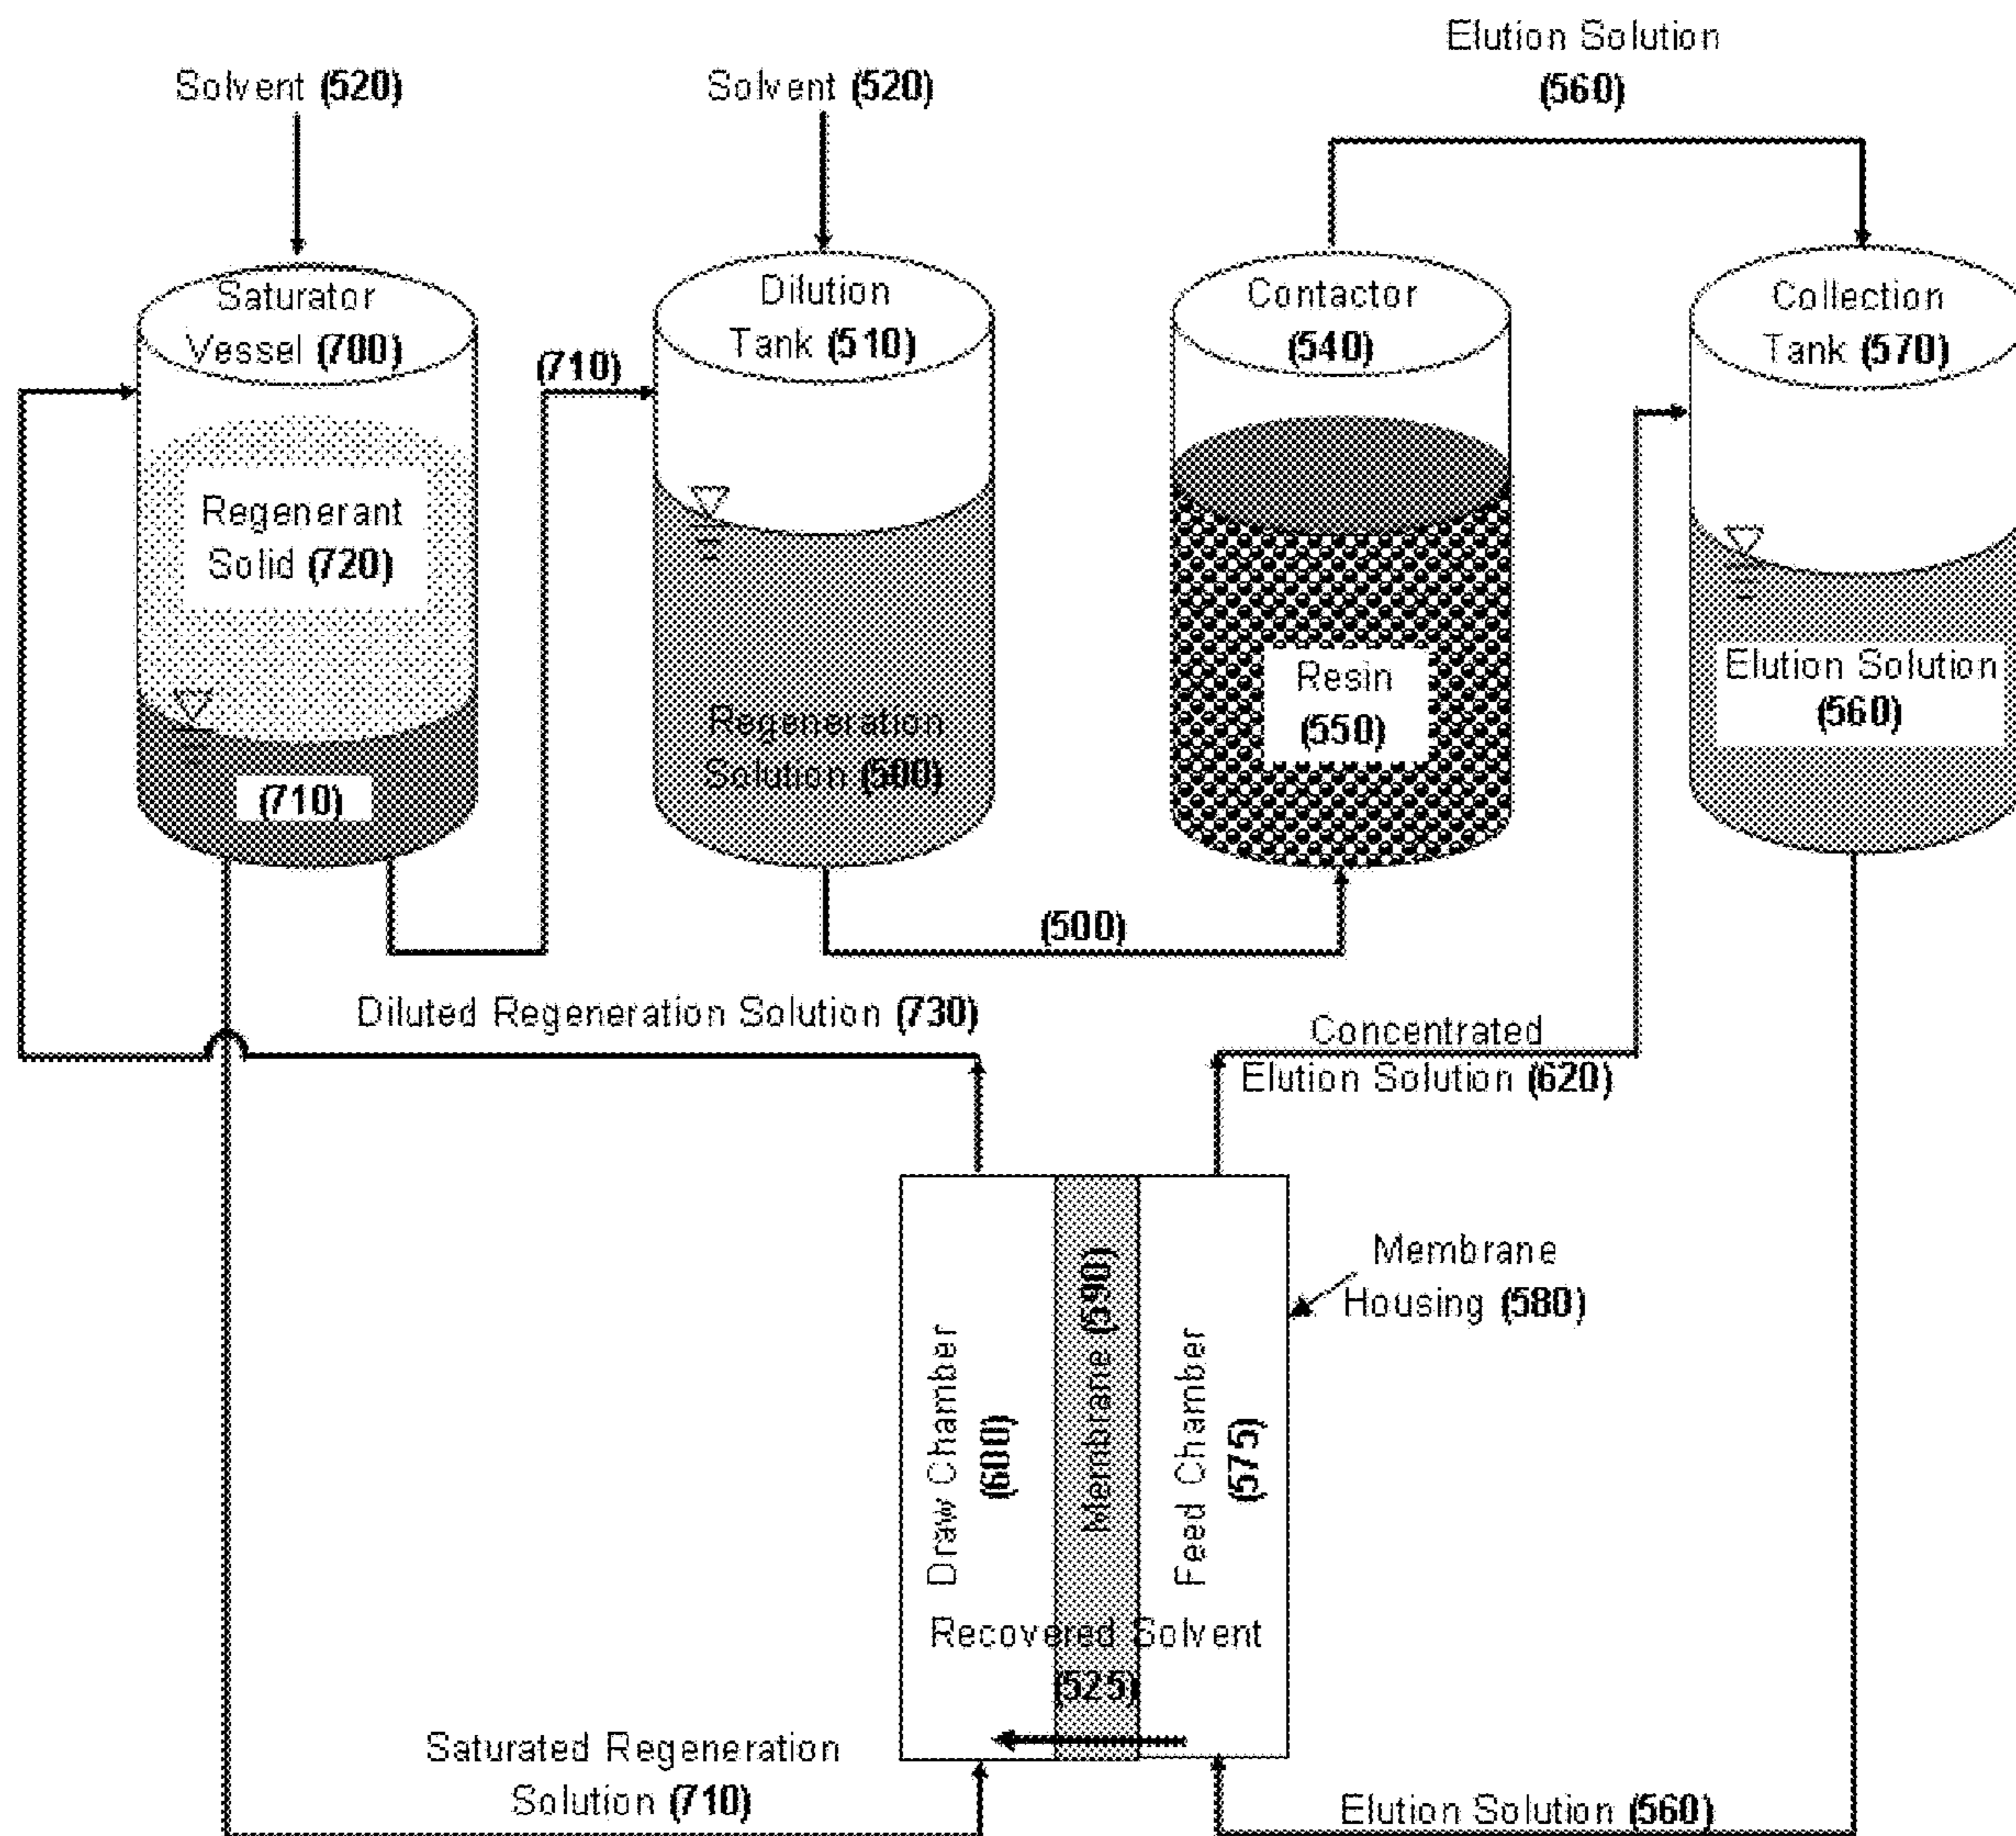 Elution Solution
(560)
Solvent (520)
Solvent (520)
Saturator
Vessel (700)
Dilution
Tank (510)
Contactor
(540)
Collection
Tank (570)
(710)
Regenerant
Solid (720)
Resin
(550)
Elution Solution
(560)
Regeneration
Solution (500)
(710)
(500)
Diluted Regeneration Solution (730)
Concentrated
Elution Solution (620)
Membrane
Housing (580)
Draw Chamber
(600)
Membtane (590)
Feed Chamber
(575)
Recovered Solvent
(525)
Saturated Regeneration
Solution (710)
Elution Solution (560)